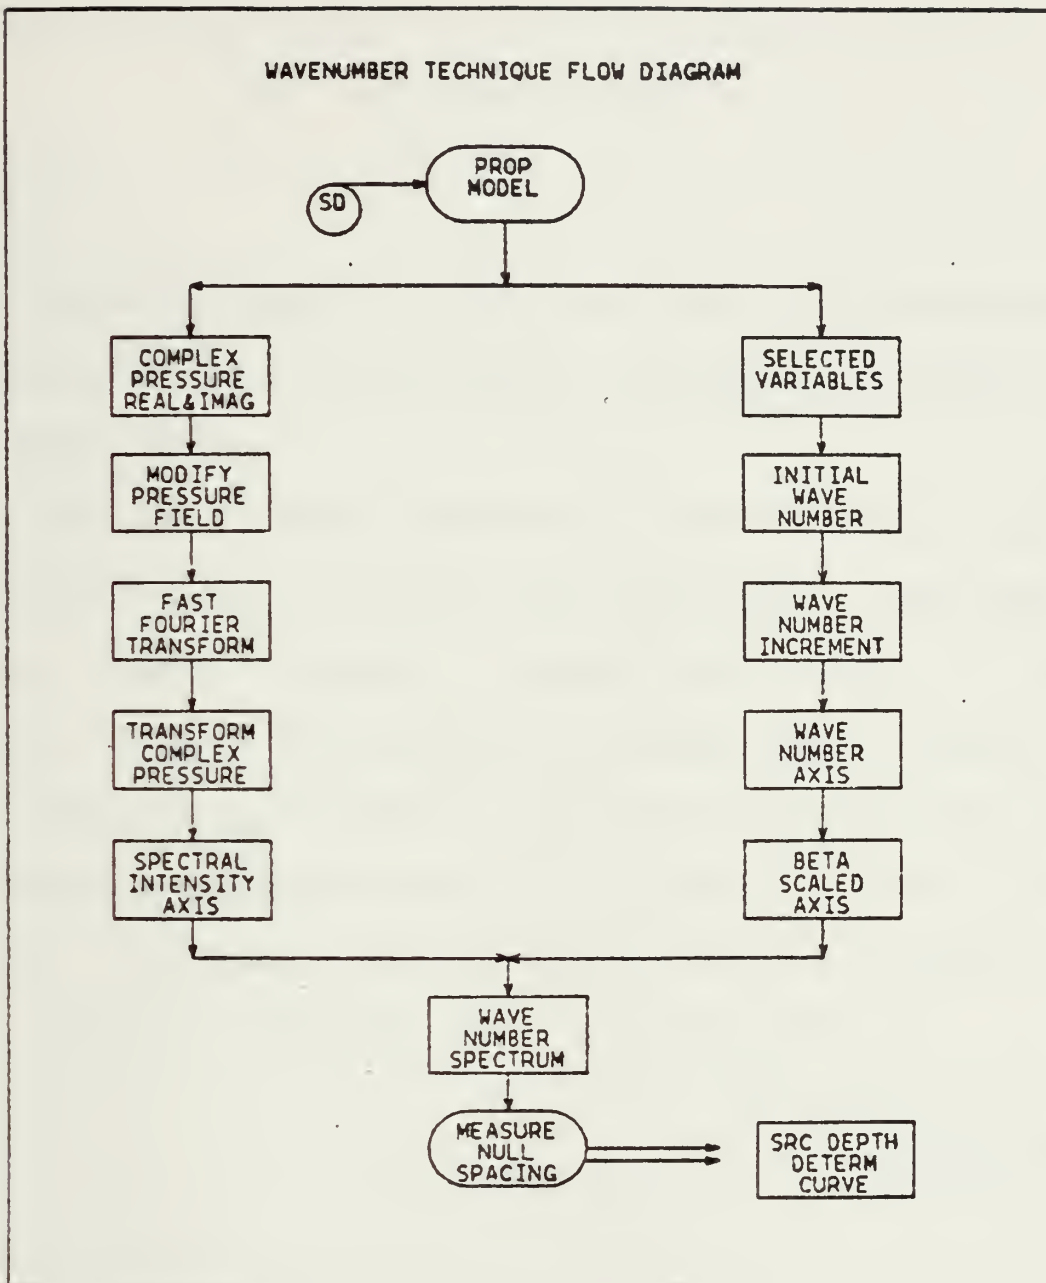 WAVENUMBER TECHNIQUE FLOW DIAGRAM
PROP
MODEL
SD
COMPLEX
PRESSURE
REAL&IMAG
MODIFY
PRESSURE
FIELD
FAST
FOURIER
TRANSFORM
TRANSFORM
COMPLEX
PRESSURE
SPECTRAL
INTENSITY
AXIS
SELECTED
VARIABLES
INITIAL
WAVE
NUMBER
WAVE
NUMBER
INCREMENT
WAVE
NUMBER
AXIS
BETA
SCALED
AXIS
WAVE
NUMBER
SPECTRUM
MEASURE
NULL
SPACING
SRC DEPTH
DETERM
CURVE